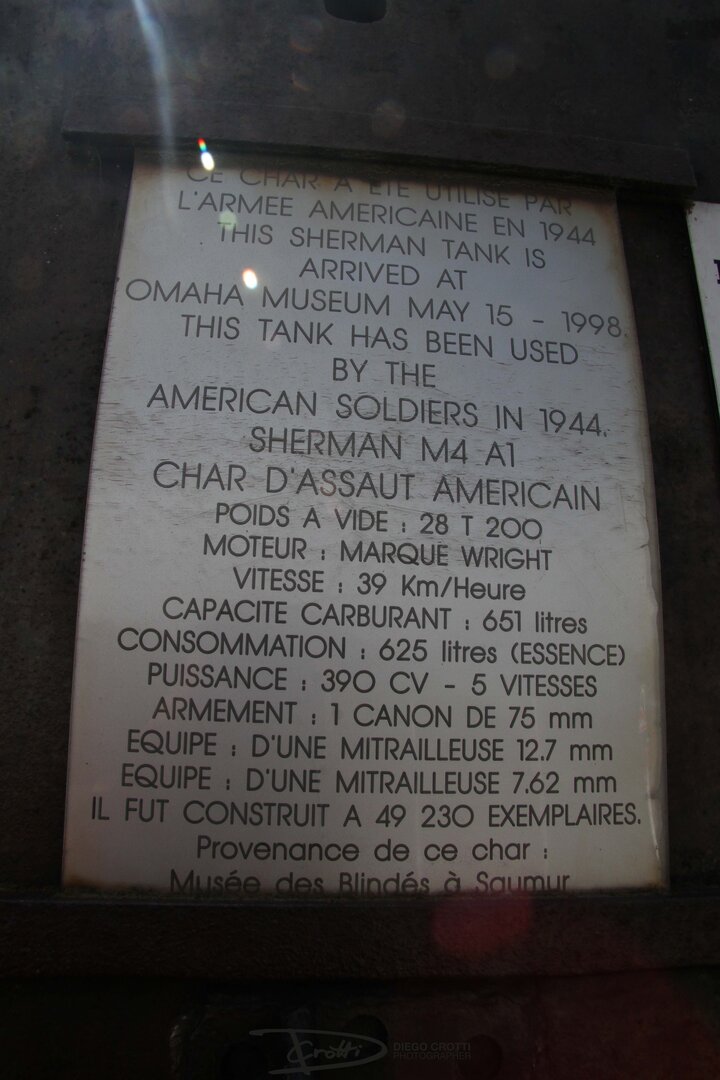 CE CHAR A ETE UTILISE PAR
L'ARMEE AMERICAINE EN 1944
THIS SHERMAN TANK IS
ARRIVED AT
OMAHA MUSEUM MAY 15 - 1998.
THIS TANK HAS BEEN USED
BY THE
AMERICAN SOLDIERS IN 1944.
SHERMAN M4 A1
CHAR D'ASSAUT AMERICAIN
POIDS A VIDE : 28 T 200
MOTEUR : MARQUE WRIGHT
VITESSE : 39 Km/Heure
CAPACITE CARBURANT : 651 litres
CONSOMMATION : 625 litres (ESSENCE)
PUISSANCE : 390 CV - 5 VITESSES
ARMEMENT : 1 CANON DE 75 mm
EQUIPE : D'UNE MITRAILLEUSE 12.7 mm
EQUIPE : D'UNE MITRAILLEUSE 7.62 mm
IL FUT CONSTRUIT A 49 230 EXEMPLAIRES.
Provenance de ce char :
Musée des Blindés à Saumur
DCrotti DIEGO CROTTI
PHOTOGRAPHER